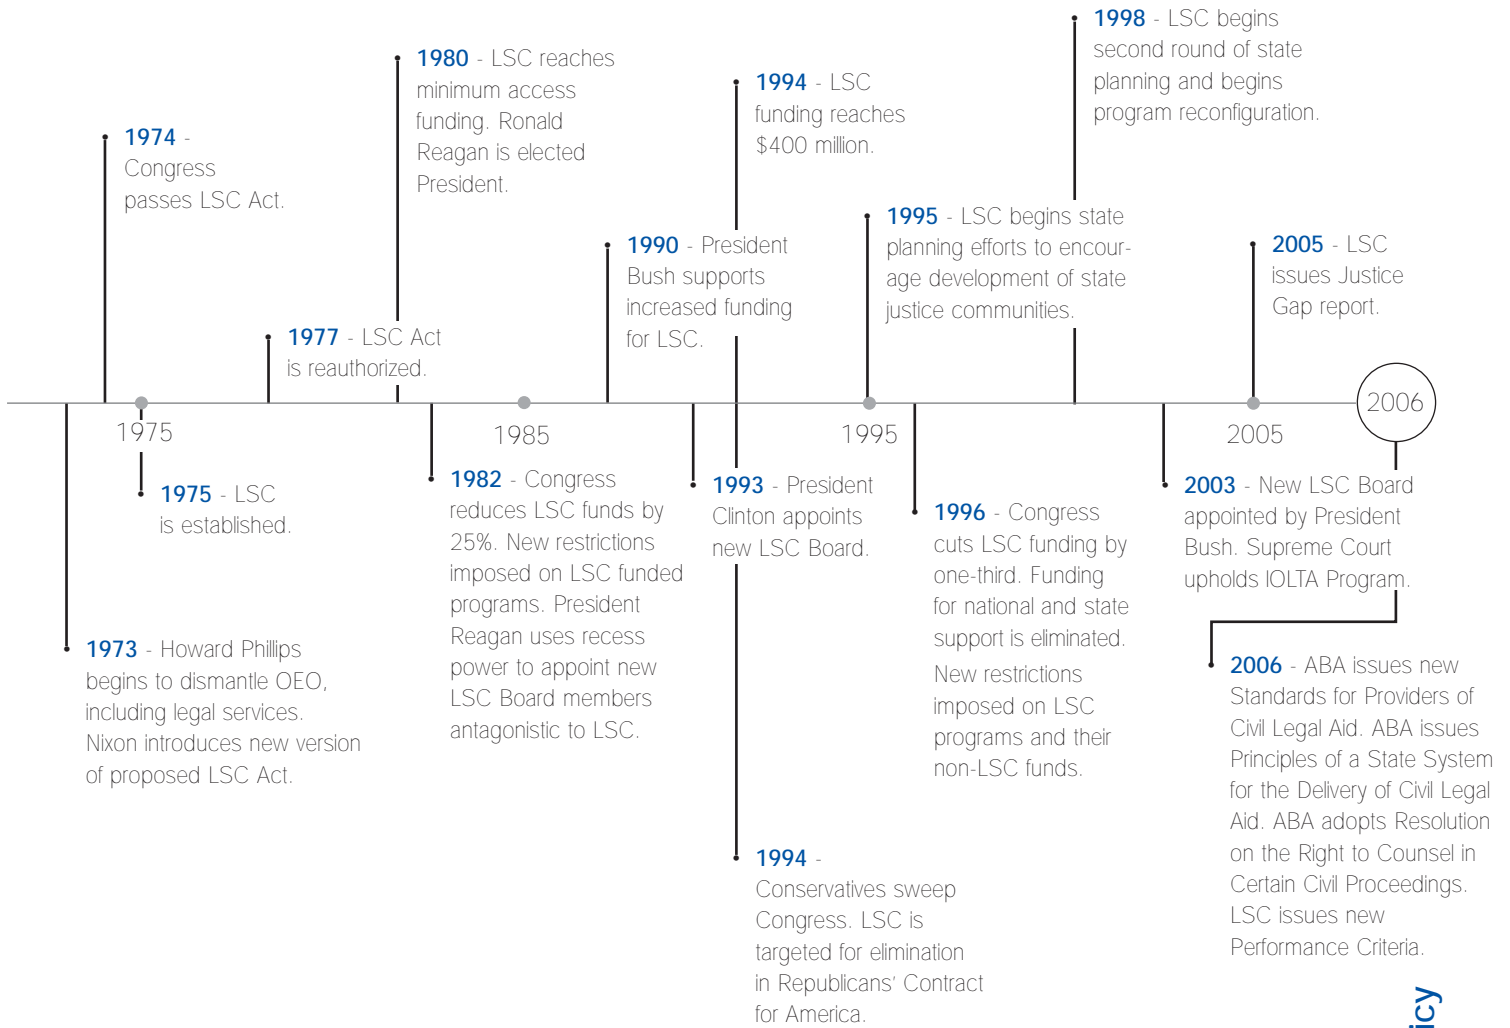 1998 - LSC begins
second round of state
planning and begins
program reconfiguration.
1980 - LSC reaches
minimum access
funding. Ronald
Reagan is elected
President.
1994 - LSC
funding reaches
$400 million.
1974 -
Congress
passes LSC Act.
1995 - LSC begins state
planning efforts to encour-
age development of state
justice communities.
1990 - President
Bush supports
increased funding
for LSC.
2005 - LSC
issues Justice
Gap report.
1977 - LSC Act
is reauthorized.
2006
1975
1985
1995
2005
1975 - LSC
is established.
1982 - Congress
reduces LSC funds by
25%. New restrictions
imposed on LSC funded
programs. President
Reagan uses recess
power to appoint new
LSC Board members
antagonistic to LSC.
1993 - President
Clinton appoints
new LSC Board.
1996 - Congress
cuts LSC funding by
one-third. Funding
for national and state
support is eliminated.
New restrictions
imposed on LSC
programs and their
non-LSC funds.
2003 - New LSC Board
appointed by President
Bush. Supreme Court
upholds IOLTA Program.
1973 - Howard Phillips
begins to dismantle OEO,
including legal services.
Nixon introduces new version
of proposed LSC Act.
2006 - ABA issues new
Standards for Providers of
Civil Legal Aid. ABA issues
Principles of a State System
for the Delivery of Civil Legal
Aid. ABA adopts Resolution
on the Right to Counsel in
Certain Civil Proceedings.
LSC issues new
Performance Criteria.
1994 -
Conservatives sweep
Congress. LSC is
targeted for elimination
in Republicans' Contract
for America.
icy